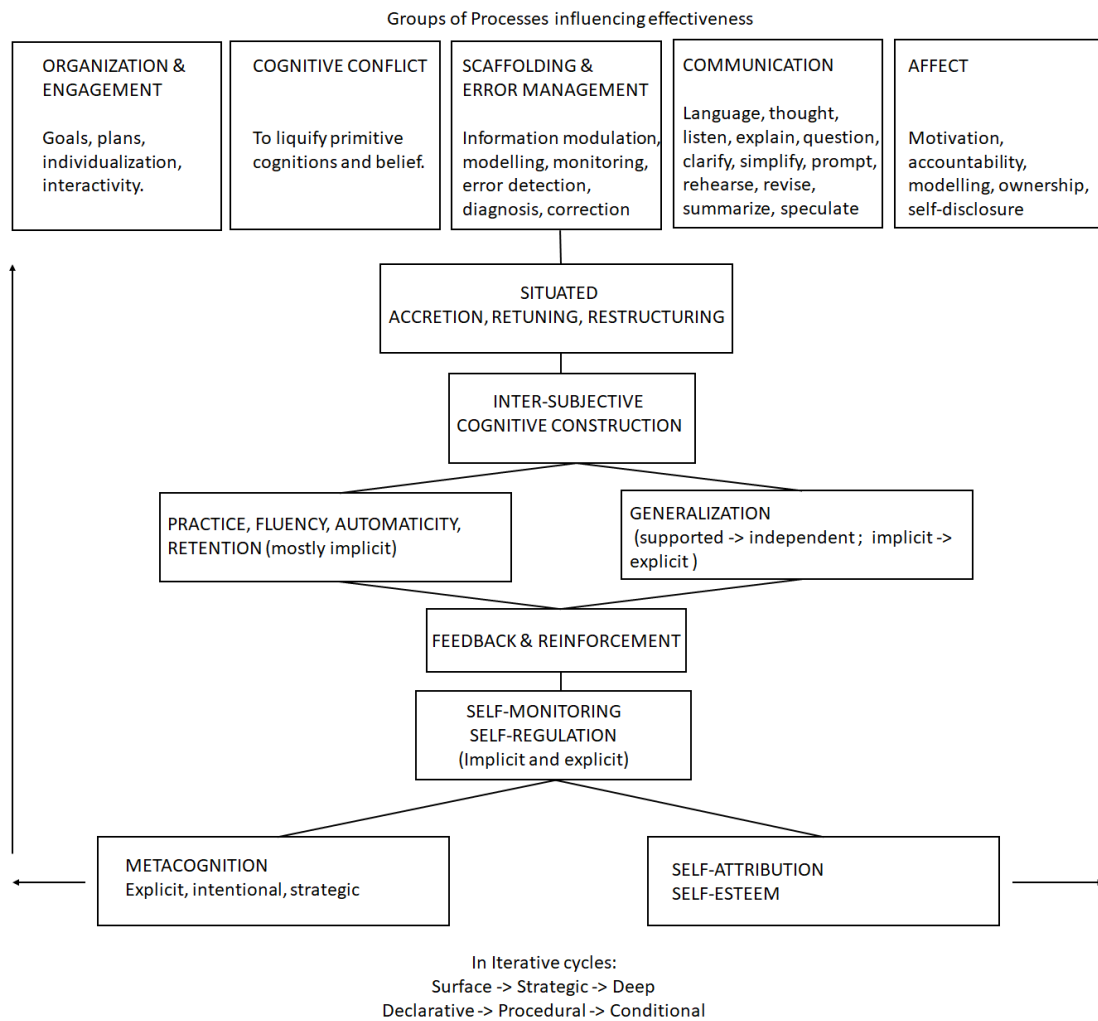 Groups of Processes influencing effectiveness
ORGANIZATION &
ENGAGEMENT
Goals, plans,
individualization,
interactivity.
COGNITIVE CONFLICT
To liquify primitive
cognitions and belief.
SCAFFOLDING &
ERROR MANAGEMENT
Information modulation,
modelling, monitoring,
error detection,
diagnosis, correction
COMMUNICATION
Language, thought,
listen, explain, question,
clarify, simplify, prompt,
rehearse, revise,
summarize, speculate
AFFECT
Motivation,
accountability,
modelling, ownership,
self-disclosure
SITUATED
ACCRETION, RETUNING, RESTRUCTURING
INTER-SUBJECTIVE
COGNITIVE CONSTRUCTION
PRACTICE, FLUENCY, AUTOMATICITY,
RETENTION (mostly implicit)
GENERALIZATION
(supported -> independent ; implicit ->
explicit )
FEEDBACK & REINFORCEMENT
SELF-MONITORING
SELF-REGULATION
(Implicit and explicit)
METACOGNITION
Explicit, intentional, strategic
SELF-ATTRIBUTION
SELF-ESTEEM
In Iterative cycles:
Surface -> Strategic -> Deep
Declarative -> Procedural -> Conditional